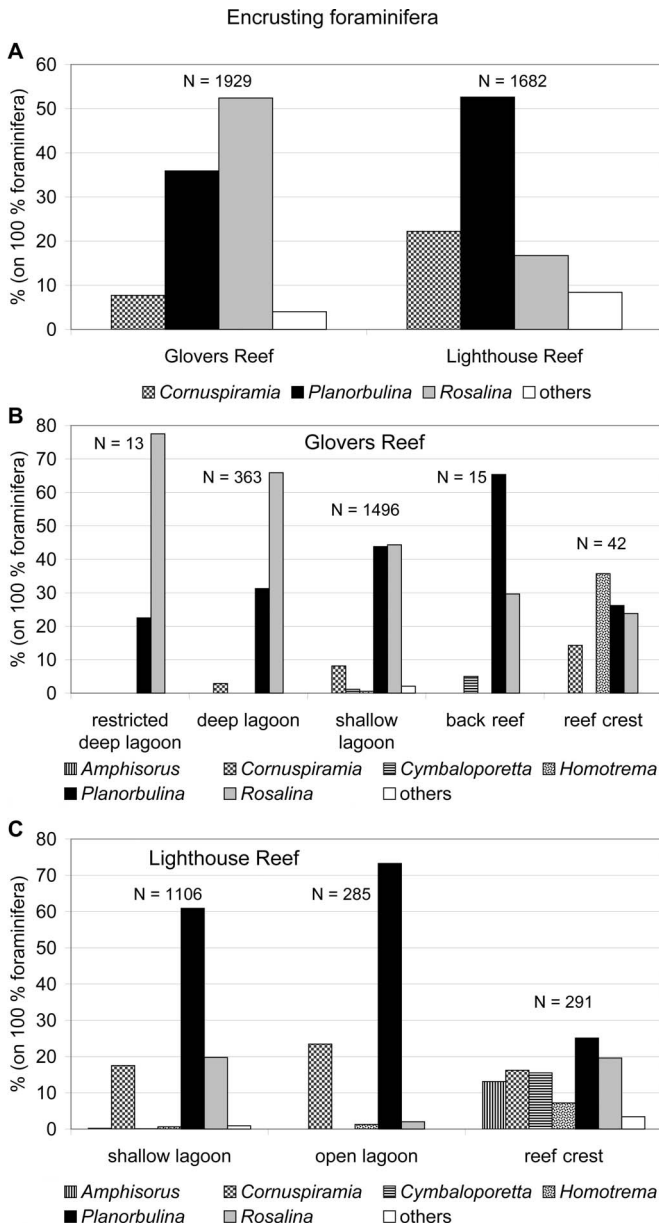 Encrusting foraminifera
A
% (on 100 % foraminifera)
60
50
40
30
20
10
0
N = 1929
N = 1682
Glovers Reef
Lighthouse Reef
Cornuspiramia
Planorbulina
Rosalina
others
B
% (on 100 % foraminifera)
80
70
60
50
40
30
20
10
0
Glovers Reef
N = 13
N = 363
N = 1496
N = 15
N = 42
restricted
deep lagoon
deep lagoon
shallow
lagoon
back reef
reef crest
Amphisorus
Cornuspiramia
Cymbaloporetta
Homotrema
Planorbulina
Rosalina
others
C
% (on 100 % foraminifera)
80
70
60
50
40
30
20
10
0
Lighthouse Reef
N = 1106
N = 285
N = 291
shallow lagoon
open lagoon
reef crest
Amphisorus
Cornuspiramia
Cymbaloporetta
Homotrema
Planorbulina
Rosalina
others